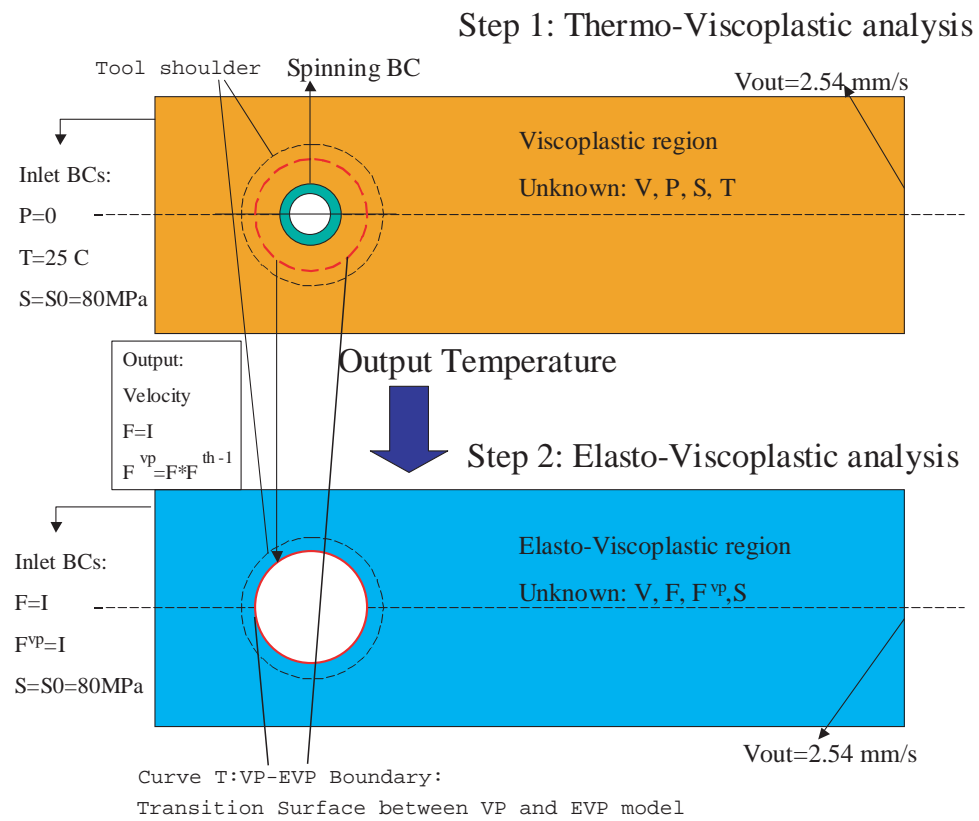 Step 1: Thermo-Viscoplastic analysis
Tool shoulder
Spinning BC
Vout=2.54 mm/s
Viscoplastic region
Unknown: V, P, S, T
Inlet BCs:
P=0
T=25 C
S=S0=80MPa
Output:
Velocity
F=I
F vp=F*F th -1
Output Temperature
Step 2: Elasto-Viscoplastic analysis
Elasto-Viscoplastic region
Unknown: V, F, F vp,S
Inlet BCs:
F=I
Fvp=I
S=S0=80MPa
Vout=2.54 mm/s
Curve T:VP-EVP Boundary:
Transition Surface between VP and EVP model